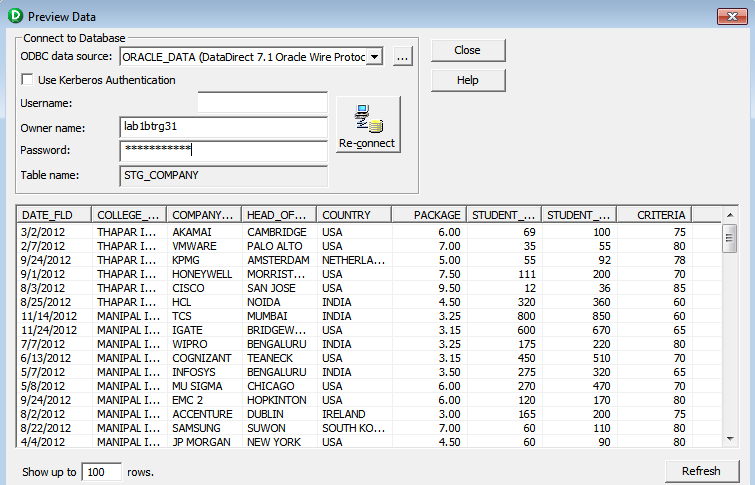 Preview Data
Connect to Database
ODBC data source: ORACLE_DATA (DataDirect 7.1 Oracle Wire Protoc ...
Close
Use Kerberos Authentication
Help
Username:
Owner name: lab1btrg31
Password: ***********
Re-connect
Table name: STG_COMPANY
DATE_FLD COLLEGE_... COMPANY... HEAD_OF... COUNTRY PACKAGE STUDENT_... STUDENT_... CRITERIA
3/2/2012 THAPAR I... AKAMAI CAMBRIDGE USA 6.00 69 100 75
2/7/2012 THAPAR I... VMWARE PALO ALTO USA 7.00 35 55 80
9/24/2012 THAPAR I... KPMG AMSTERDAM NETHERLA... 5.00 55 92 78
9/1/2012 THAPAR I... HONEYWELL MORRIST... USA 7.50 111 200 70
8/3/2012 THAPAR I... CISCO SAN JOSE USA 9.50 12 36 85
8/25/2012 THAPAR I... HCL NOIDA INDIA 4.50 320 360 60
11/14/2012 MANIPAL I... TCS MUMBAI INDIA 3.25 800 850 60
11/24/2012 MANIPAL I... IGATE BRIDGEW... USA 3.15 600 670 65
7/7/2012 MANIPAL I... WIPRO BENGALURU INDIA 3.25 175 220 80
6/13/2012 MANIPAL I... COGNIZANT TEANECK USA 3.15 450 510 70
5/7/2012 MANIPAL I... INFOSYS BENGALURU INDIA 3.50 275 320 65
5/8/2012 MANIPAL I... MU SIGMA CHICAGO USA 6.00 270 470 70
9/24/2012 MANIPAL I... EMC 2 HOPKINTON USA 6.00 120 170 80
8/2/2012 MANIPAL I... ACCENTURE DUBLIN IRELAND 3.00 165 200 75
8/22/2012 MANIPAL I... SAMSUNG SUWON SOUTH KO... 7.00 60 110 80
4/4/2012 MANIPAL I... JP MORGAN NEW YORK USA 4.50 60 90 80
Show up to 100 rows.
Refresh